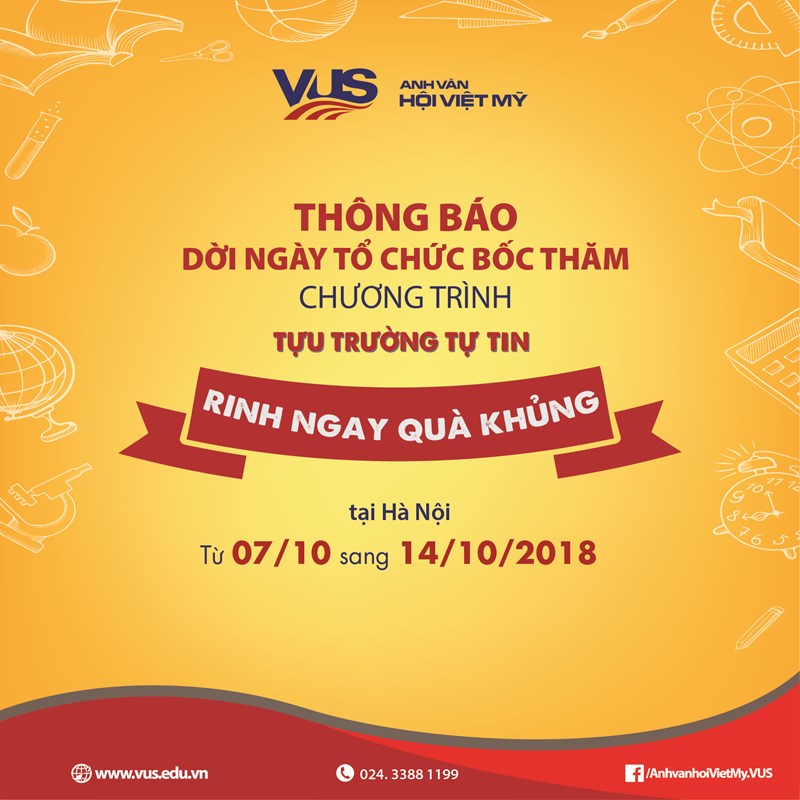 VUS
ANH VĂN
HỘI VIỆT MỸ
THÔNG BÁO
DỜI NGÀY TỔ CHỨC BỐC THĂM
CHƯƠNG TRÌNH
TỰU TRƯỜNG TỰ TIN
RINH NGAY QUÀ KHỦNG
tại Hà Nội
Từ 07/10 sang 14/10/2018
www.vus.edu.vn
024. 3388 1199
/AnhvanhoiVietMy.VUS